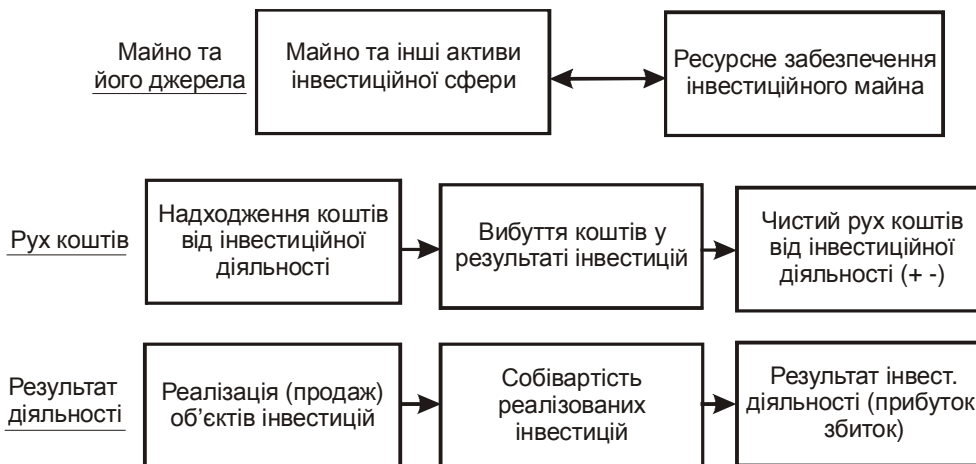 Майно та
його джерела
Майно та інші активи
інвестиційної сфери
Ресурсне забезпечення
інвестиційного майна
Рух коштів
Надходження коштів
від інвестиційної
діяльності
Вибуття коштів у
результаті інвестицій
Чистий рух коштів
від інвестиційної
діяльності (+ -)
Результат
діяльності
Реалізація (продаж)
об’єктів інвестицій
Собівартість
реалізованих
інвестицій
Результат інвест.
діяльності (прибуток
збиток)